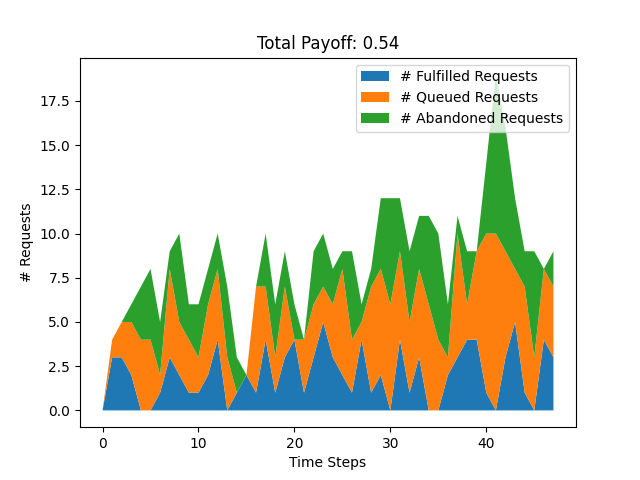 Total Payoff: 0.54
# Fulfilled Requests
# Queued Requests
# Abandoned Requests
17.5
15.0
12.5
10.0
7.5
5.0
2.5
0.0
# Requests
0 10 20 30 40
Time Steps